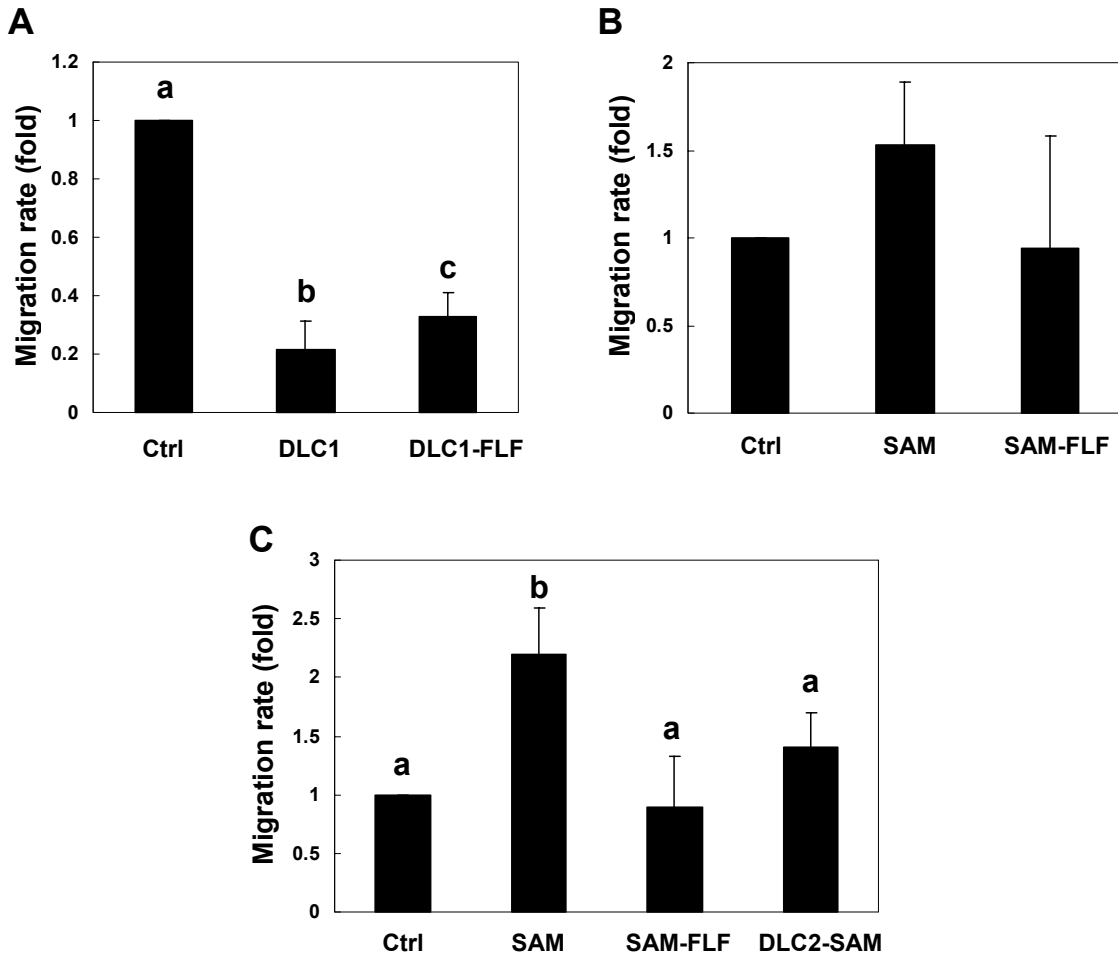 A
Migration rate (fold)
1.2
1
0.8
0.6
0.4
0.2
0
a
b
c
Ctrl DLC1 DLC1-FLF
B
Migration rate (fold)
2
1.5
1
0.5
0
Ctrl SAM SAM-FLF
C
Migration rate (fold)
3
2.5
2
1.5
1
0.5
0
a
b
a
a
Ctrl SAM SAM-FLF DLC2-SAM